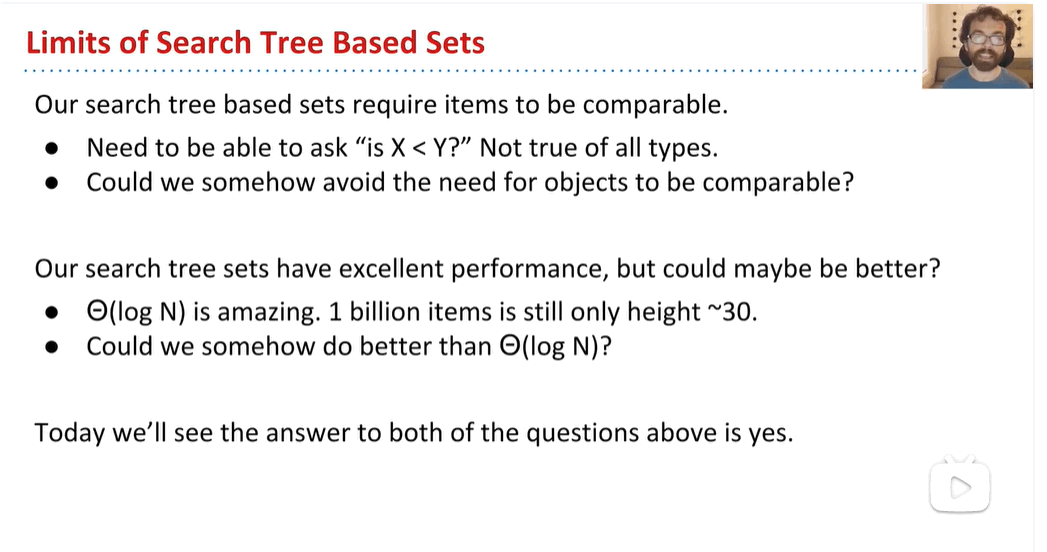 Limits of Search Tree Based Sets
Our search tree based sets require items to be comparable.
● Need to be able to ask “is X < Y?” Not true of all types.
● Could we somehow avoid the need for objects to be comparable?
Our search tree sets have excellent performance, but could maybe be better?
● Θ(log N) is amazing. 1 billion items is still only height ~30.
● Could we somehow do better than Θ(log N)?
Today we’ll see the answer to both of the questions above is yes.